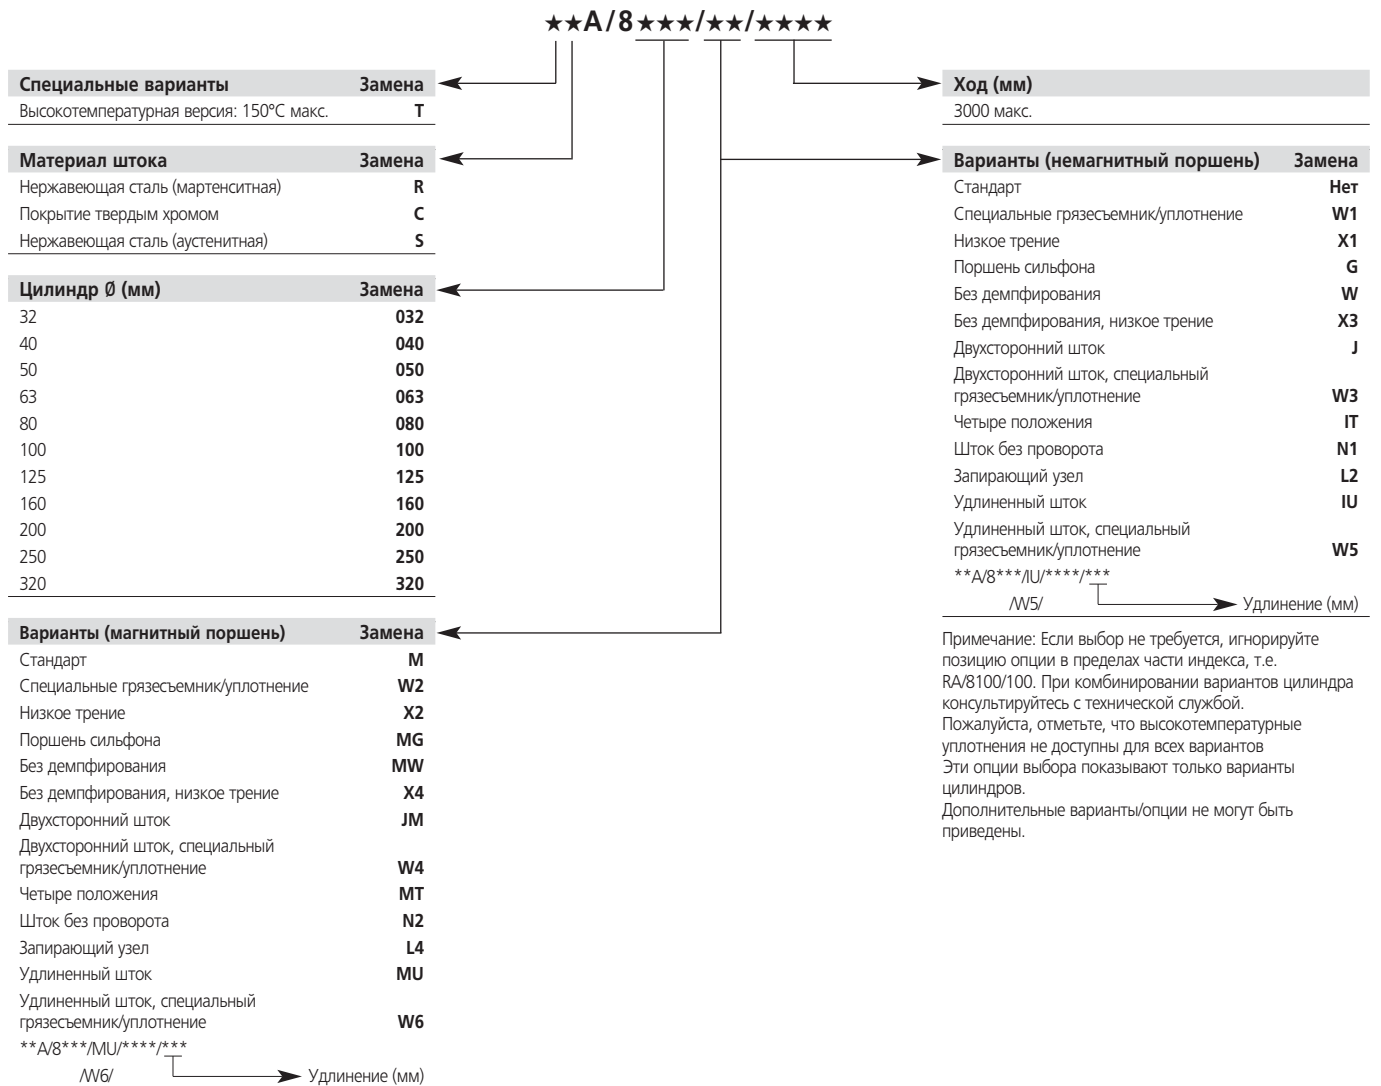 ★★A/8★★★/★★/★★★★
Специальные варианты Замена
Высокотемпературная версия: 150°C макс. T
Материал штока Замена
Нержавеющая сталь (мартенситная) R
Покрытие твердым хромом C
Нержавеющая сталь (аустенитная) S
Цилиндр Ø (мм) Замена
32 032
40 040
50 050
63 063
80 080
100 100
125 125
160 160
200 200
250 250
320 320
Варианты (магнитный поршень) Замена
Стандарт M
Специальные грязесъемник/уплотнение W2
Низкое трение X2
Поршень сильфона MG
Без демпфирования MW
Без демпфирования, низкое трение X4
Двухсторонний шток JM
Двухсторонний шток, специальный
грязесъемник/уплотнение W4
Четыре положения MT
Шток без проворота N2
Запирающий узел L4
Удлиненный шток MU
Удлиненный шток, специальный
грязесъемник/уплотнение W6
**A/8***/MU/****/***
/W6/ Удлинение (мм)
Ход (мм)
3000 макс.
Варианты (немагнитный поршень) Замена
Стандарт Нет
Специальные грязесъемник/уплотнение W1
Низкое трение X1
Поршень сильфона G
Без демпфирования W
Без демпфирования, низкое трение X3
Двухсторонний шток J
Двухсторонний шток, специальный
грязесъемник/уплотнение W3
Четыре положения IT
Шток без проворота N1
Запирающий узел L2
Удлиненный шток IU
Удлиненный шток, специальный
грязесъемник/уплотнение W5
**A/8***/IU/****/***
/W5/ Удлинение (мм)
Примечание: Если выбор не требуется, игнорируйте
позицию опции в пределах части индекса, т.е.
RA/8100/100. При комбинировании вариантов цилиндра
консультируйтесь с технической службой.
Пожалуйста, отметьте, что высокотемпературные
уплотнения не доступны для всех вариантов
Эти опции выбора показывают только варианты
цилиндров.
Дополнительные варианты/опции не могут быть
приведены.